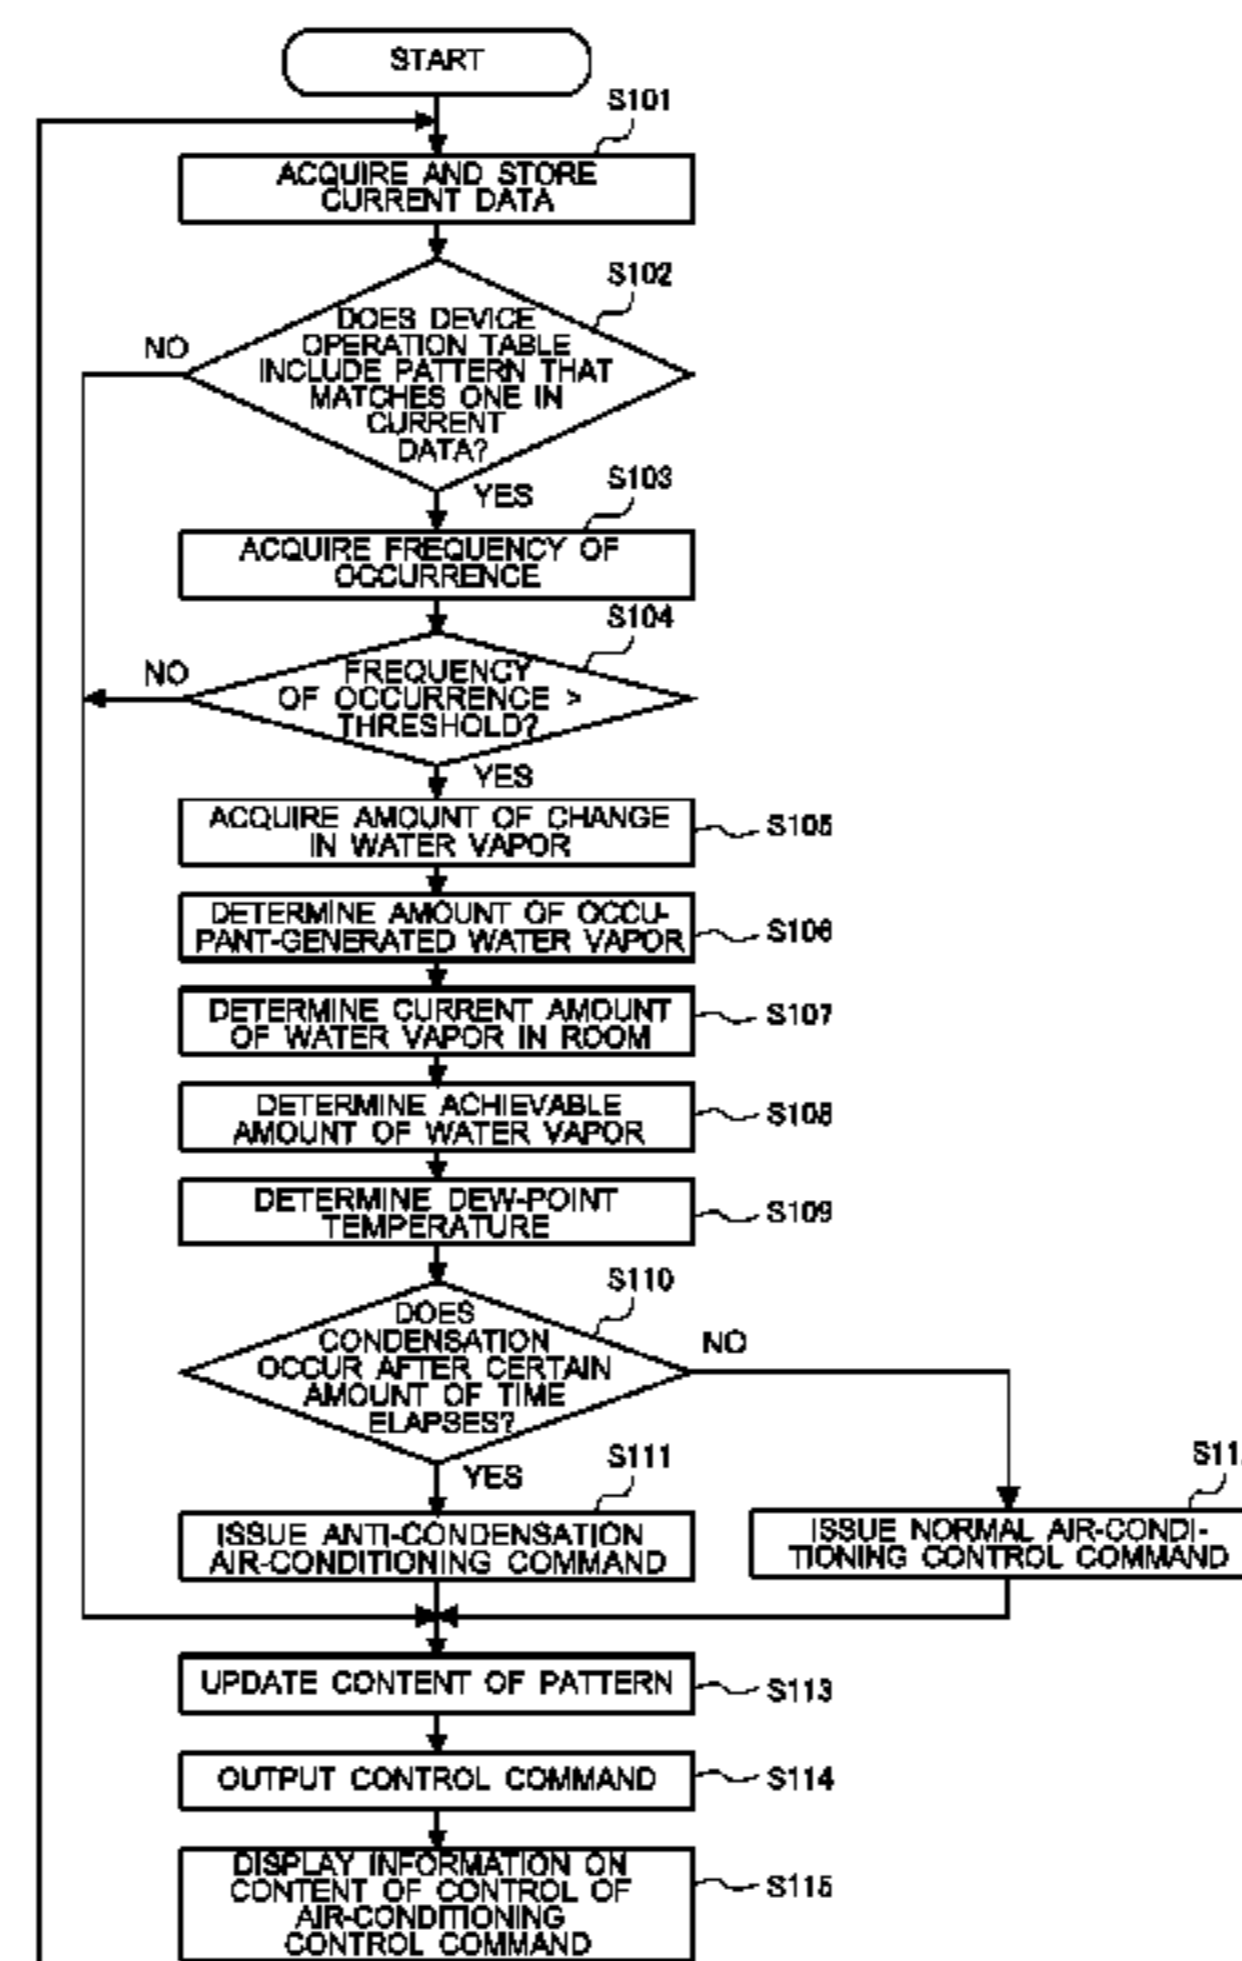 START
S101
ACQUIRE AND STORE
CURRENT DATA
S102
DOES DEVICE
OPERATION TABLE
INCLUDE PATTERN THAT
MATCHES ONE IN
CURRENT
DATA?
NO
YES
S103
ACQUIRE FREQUENCY OF
OCCURRENCE
S104
FREQUENCY
OF OCCURRENCE >
THRESHOLD?
NO
YES
ACQUIRE AMOUNT OF CHANGE
IN WATER VAPOR
S105
DETERMINE AMOUNT OF OCCU-
PANT-GENERATED WATER VAPOR
S106
DETERMINE CURRENT AMOUNT
OF WATER VAPOR IN ROOM
S107
DETERMINE ACHIEVABLE
AMOUNT OF WATER VAPOR
S108
DETERMINE DEW-POINT
TEMPERATURE
S109
S110
DOES
CONDENSATION
OCCUR AFTER CERTAIN
AMOUNT OF TIME
ELAPSES?
NO
YES
S111
ISSUE ANTI-CONDENSATION
AIR-CONDITIONING COMMAND
ISSUE NORMAL AIR-CONDI-
TIONING CONTROL COMMAND
UPDATE CONTENT OF PATTERN
S113
OUTPUT CONTROL COMMAND
S114
DISPLAY INFORMATION ON
CONTENT OF CONTROL OF
AIR-CONDITIONING
CONTROL COMMAND
S115